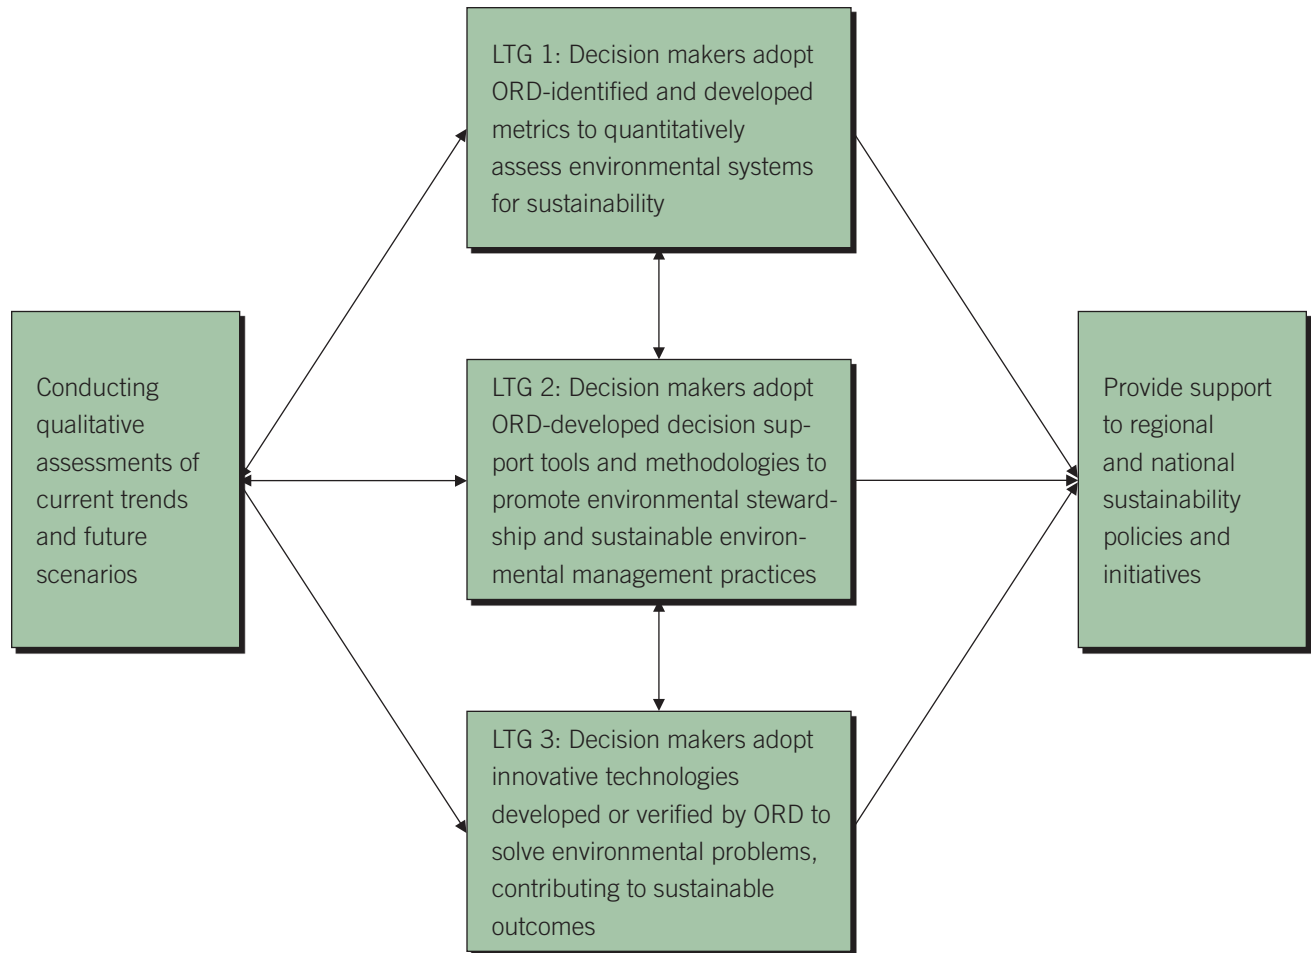 LTG 1: Decision makers adopt
ORD-identified and developed
metrics to quantitatively
assess environmental systems
for sustainability
Conducting
qualitative
assessments of
current trends
and future
scenarios
LTG 2: Decision makers adopt
ORD-developed decision sup-
port tools and methodologies to
promote environmental steward-
ship and sustainable environ-
mental management practices
Provide support
to regional
and national
sustainability
policies and
initiatives
LTG 3: Decision makers adopt
innovative technologies
developed or verified by ORD to
solve environmental problems,
contributing to sustainable
outcomes